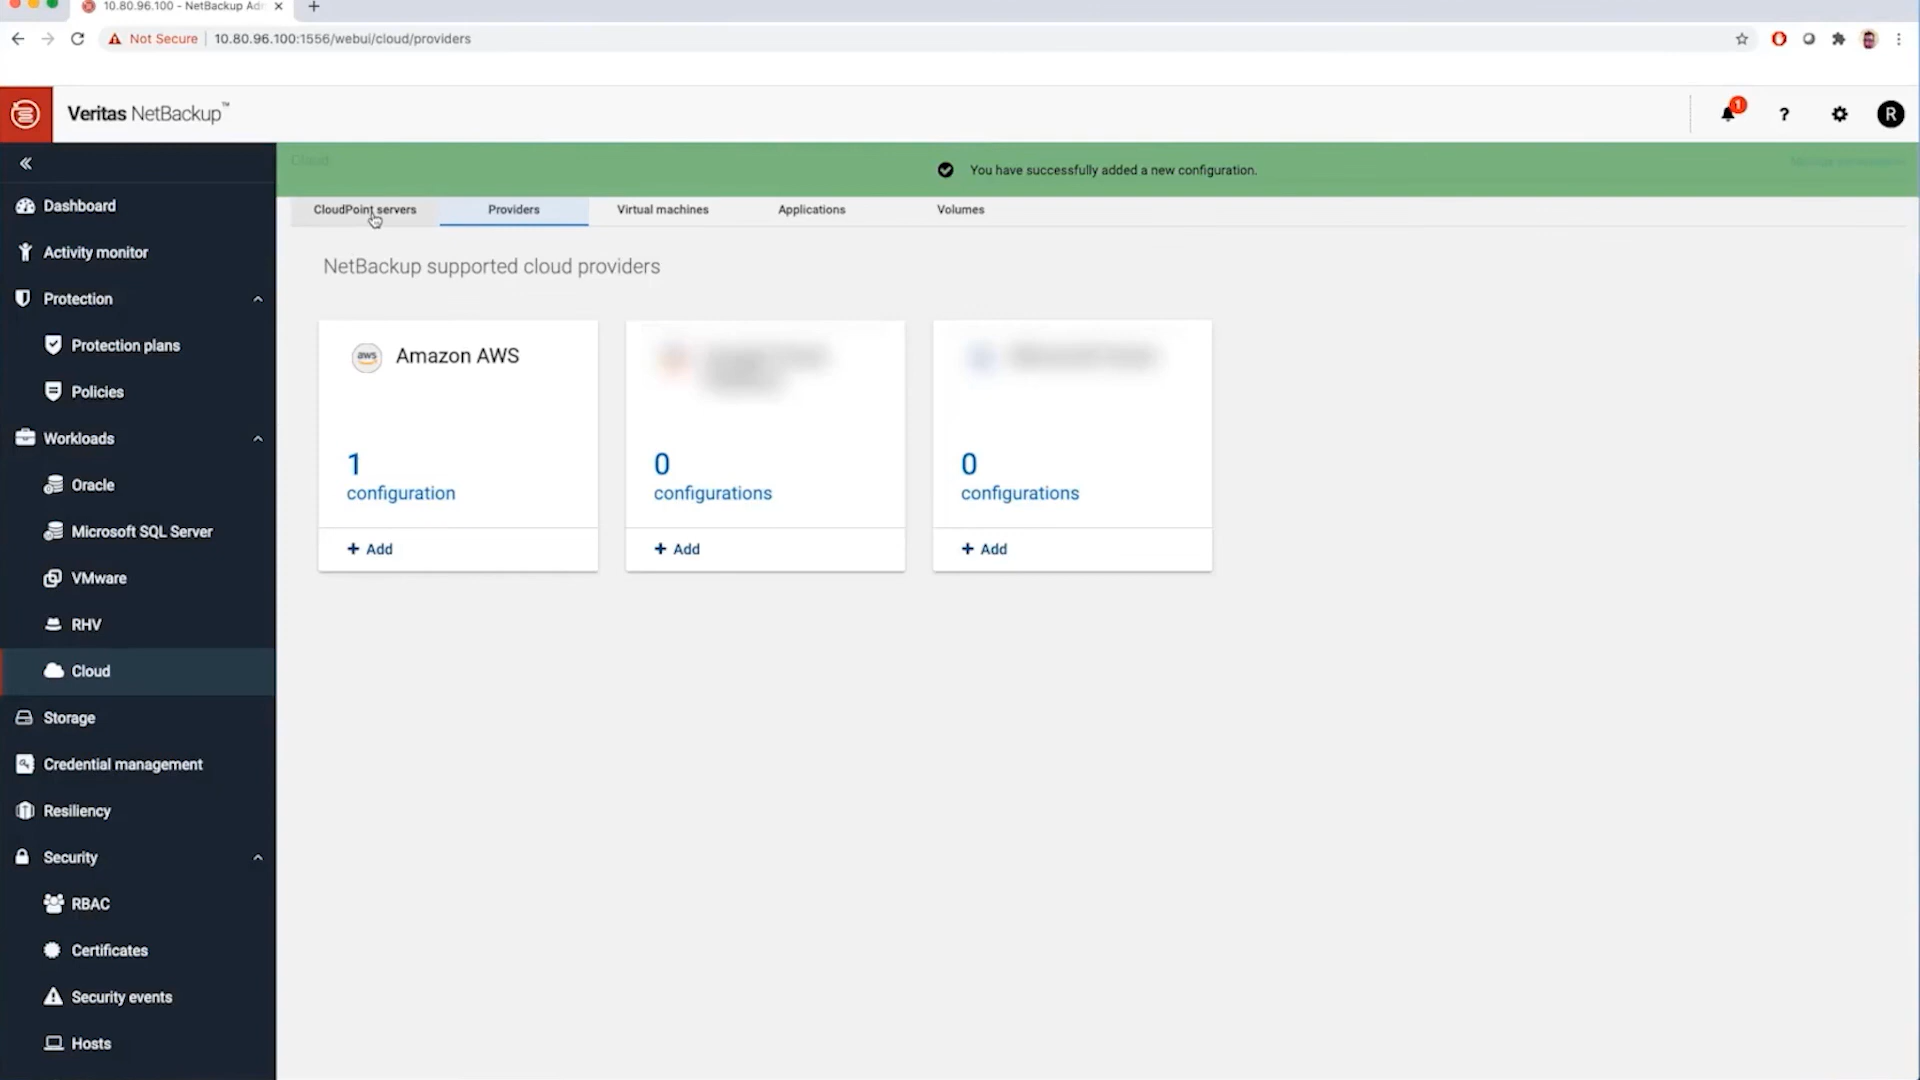 10.80.96.100 - NetBackup Ad
Not Secure
10.80.96.100:1556/webui/cloud/providers
Veritas NetBackup™
1
?
R
Cloud
You have successfully added a new configuration.
CloudPoint servers
Providers
Virtual machines
Applications
Volumes
Dashboard
Activity monitor
Protection
Protection plans
Policies
Workloads
Oracle
Microsoft SQL Server
VMware
RHV
Cloud
Storage
Credential management
Resiliency
Security
RBAC
Certificates
Security events
Hosts
NetBackup supported cloud providers
aws
Amazon AWS
1
configuration
+ Add
0
configurations
+ Add
0
configurations
+ Add